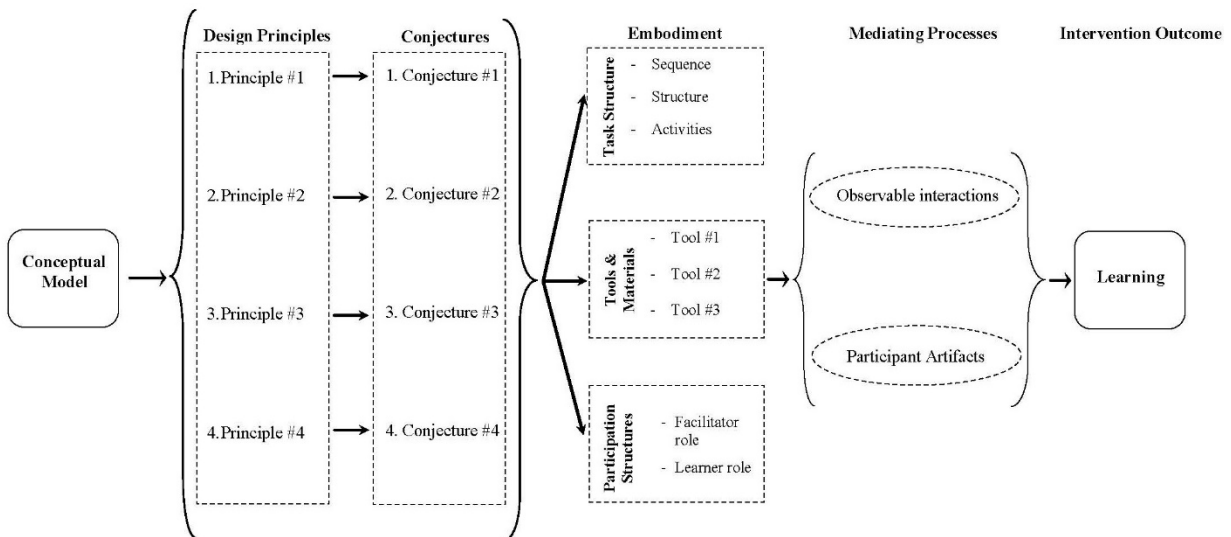 Design Principles
Conjectures
Embodiment
Mediating Processes
Intervention Outcome
Conceptual
Model
1.Principle #1
2.Principle #2
3.Principle #3
4.Principle #4
1. Conjecture #1
2. Conjecture #2
3. Conjecture #3
4. Conjecture #4
Task Structure
- Sequence
- Structure
- Activities
Tools &
Materials
- Tool #1
- Tool #2
- Tool #3
Participation
Structures
- Facilitator
role
- Learner role
Observable interactions
Participant Artifacts
Learning